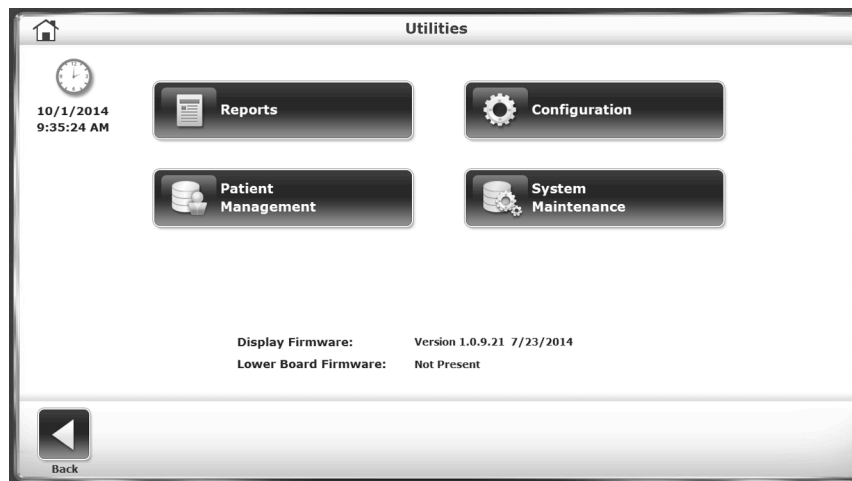 Utilities
10/1/2014
9:35:24 AM
Reports
Configuration
Patient
Management
System
Maintenance
Display Firmware: Version 1.0.9.21 7/23/2014
Lower Board Firmware: Not Present
Back